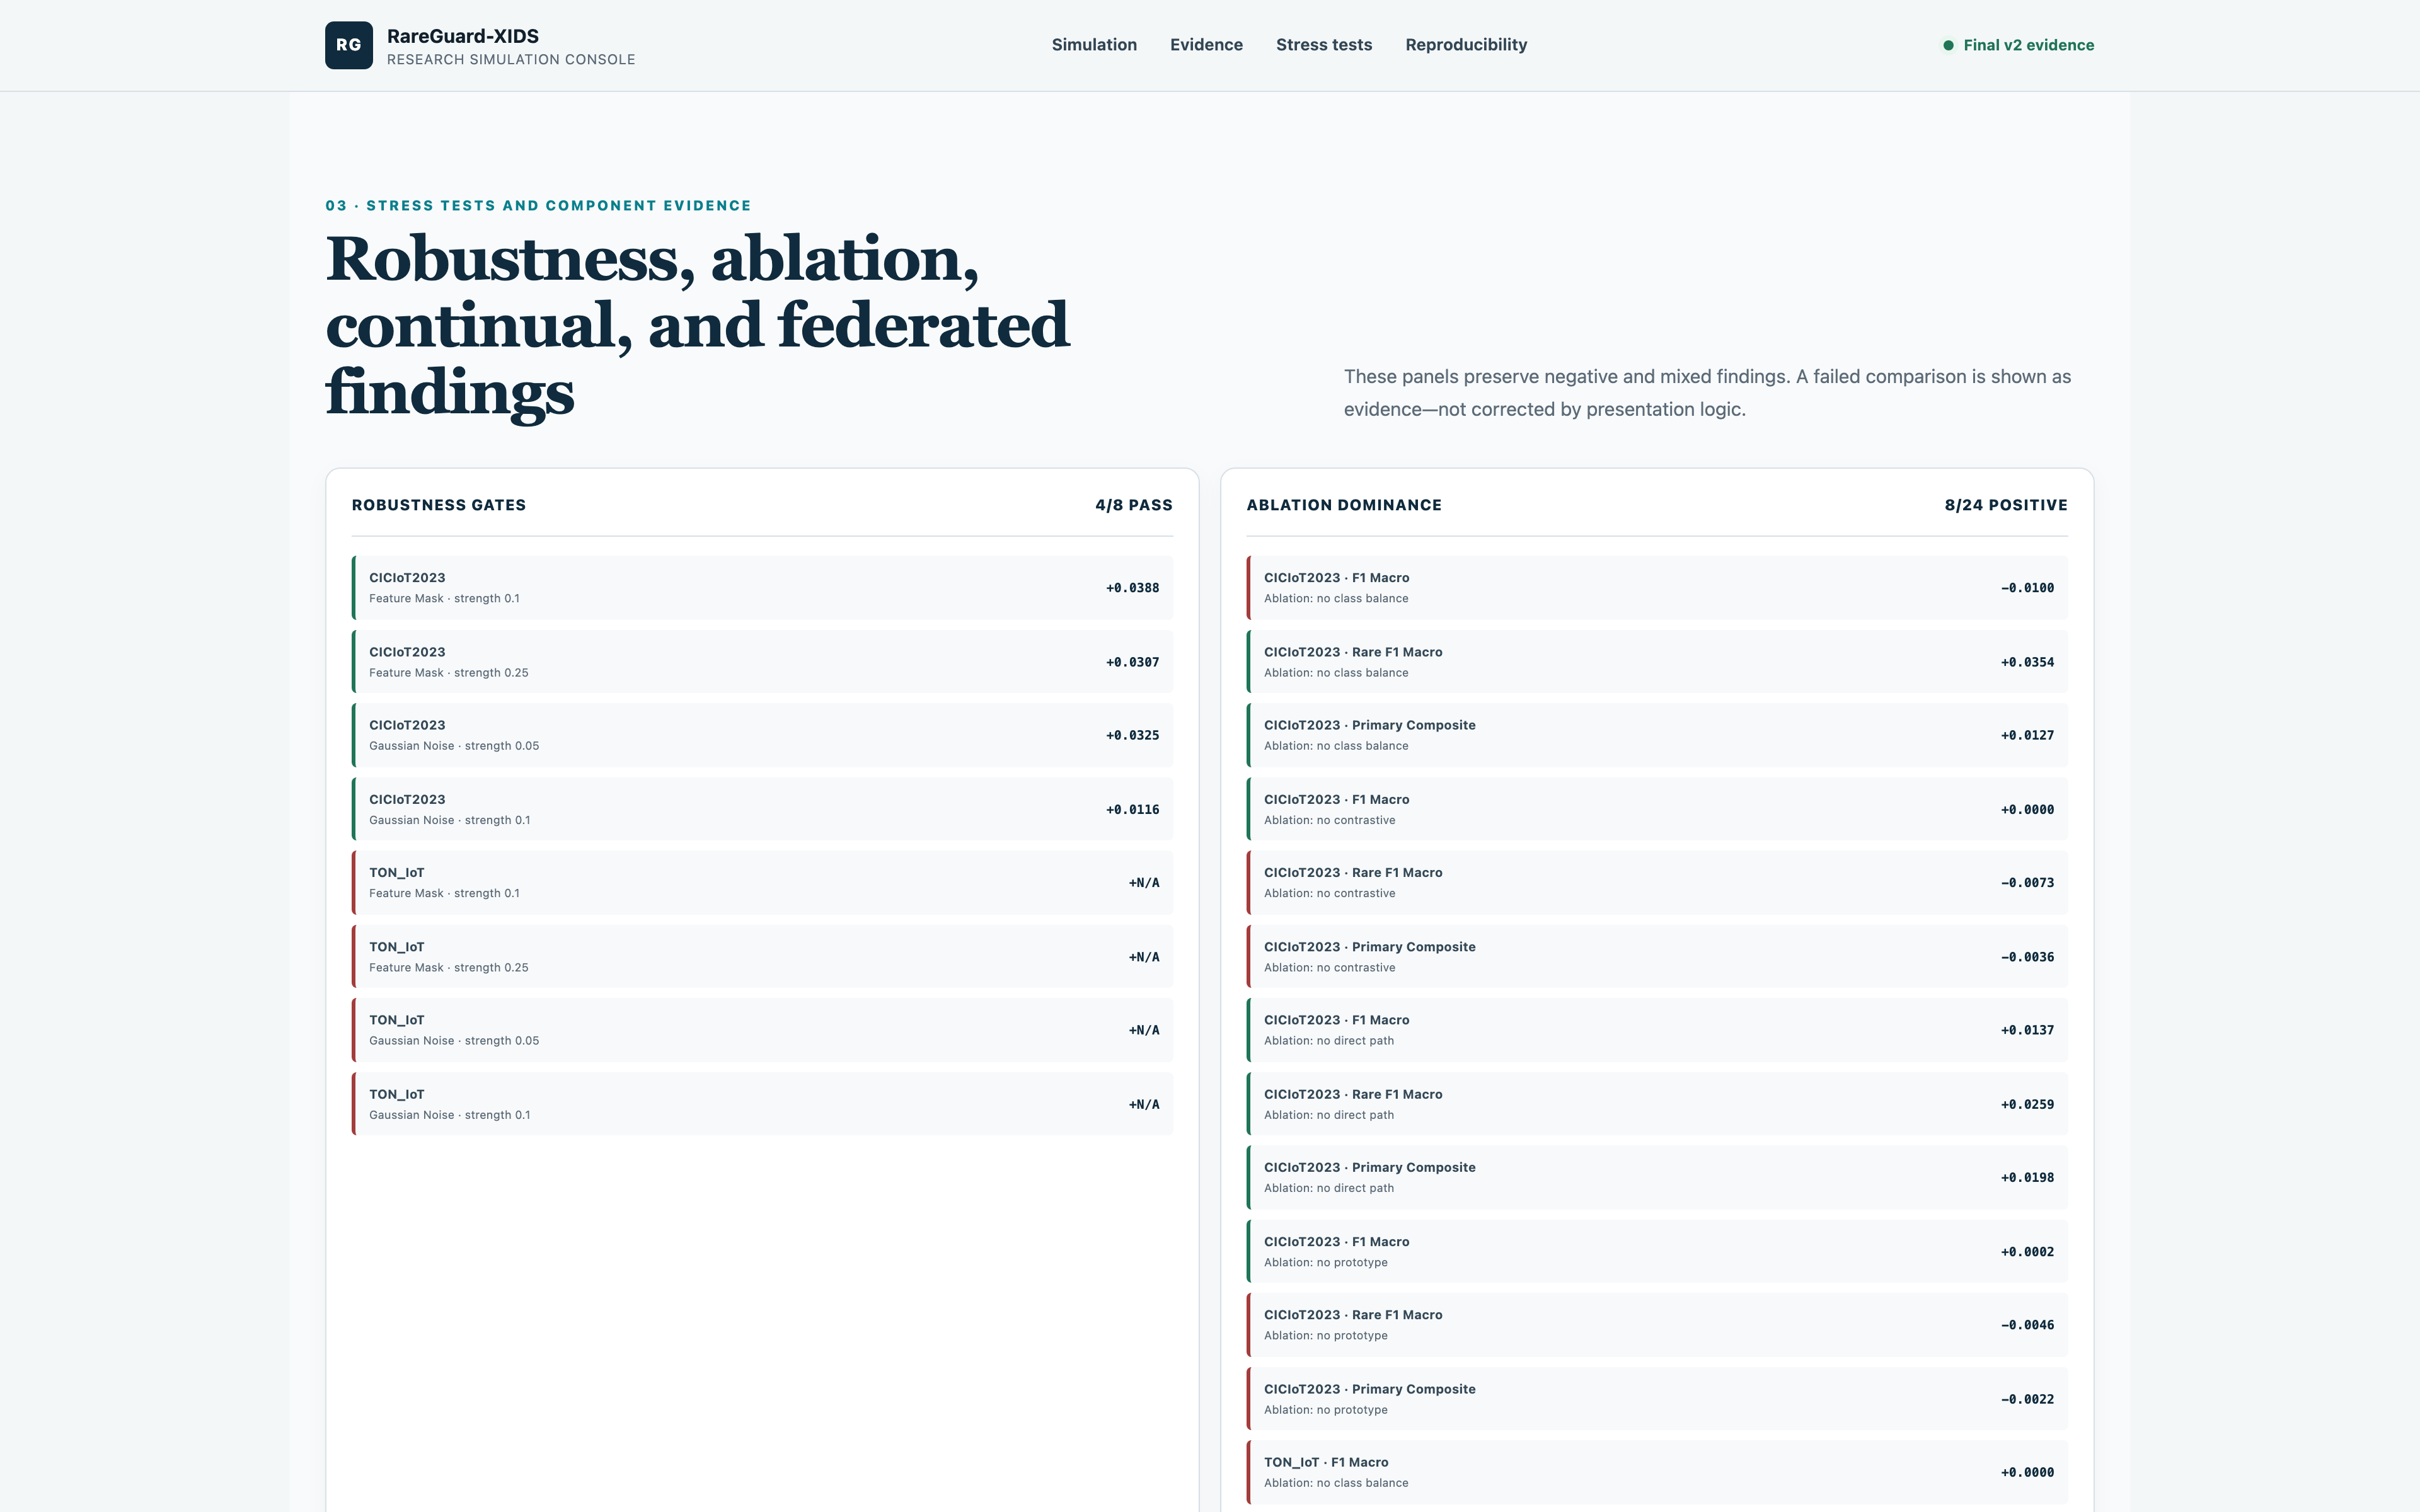 RG
RareGuard-XIDS
RESEARCH SIMULATION CONSOLE
Simulation
Evidence
Stress tests
Reproducibility
Final v2 evidence
03 · STRESS TESTS AND COMPONENT EVIDENCE
Robustness, ablation,
continual, and federated
findings
These panels preserve negative and mixed findings. A failed comparison is shown as
evidence—not corrected by presentation logic.
ROBUSTNESS GATES
4/8 PASS
CICIoT2023
Feature Mask · strength 0.1
+0.0388
CICIoT2023
Feature Mask · strength 0.25
+0.0307
CICIoT2023
Gaussian Noise · strength 0.05
+0.0325
CICIoT2023
Gaussian Noise · strength 0.1
+0.0116
TON_IoT
Feature Mask · strength 0.1
+N/A
TON_IoT
Feature Mask · strength 0.25
+N/A
TON_IoT
Gaussian Noise · strength 0.05
+N/A
TON_IoT
Gaussian Noise · strength 0.1
+N/A
ABLATION DOMINANCE
8/24 POSITIVE
CICIoT2023 · F1 Macro
Ablation: no class balance
−0.0100
CICIoT2023 · Rare F1 Macro
Ablation: no class balance
+0.0354
CICIoT2023 · Primary Composite
Ablation: no class balance
+0.0127
CICIoT2023 · F1 Macro
Ablation: no contrastive
+0.0000
CICIoT2023 · Rare F1 Macro
Ablation: no contrastive
−0.0073
CICIoT2023 · Primary Composite
Ablation: no contrastive
−0.0036
CICIoT2023 · F1 Macro
Ablation: no direct path
+0.0137
CICIoT2023 · Rare F1 Macro
Ablation: no direct path
+0.0259
CICIoT2023 · Primary Composite
Ablation: no direct path
+0.0198
CICIoT2023 · F1 Macro
Ablation: no prototype
+0.0002
CICIoT2023 · Rare F1 Macro
Ablation: no prototype
−0.0046
CICIoT2023 · Primary Composite
Ablation: no prototype
−0.0022
TON_IoT · F1 Macro
Ablation: no class balance
+0.0000